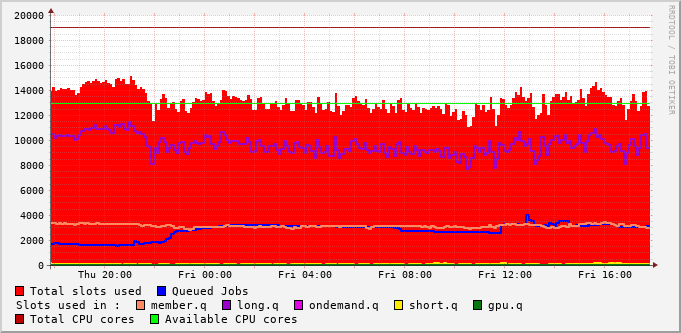 20000
18000
16000
14000
12000
10000
8000
6000
4000
2000
0
Thu 20:00 Fri 00:00 Fri 04:00 Fri 08:00 Fri 12:00 Fri 16:00
RRDTOOL / TOBI OETIKER
Total slots used Queued Jobs
Slots used in : member.q long.q ondemand.q short.q gpu.q
Total CPU cores Available CPU cores